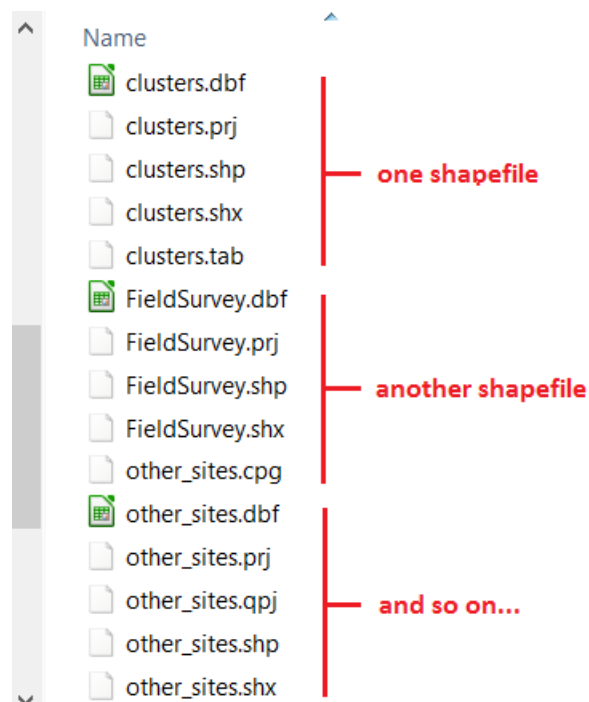 Name
clusters.dbf
clusters.prj
clusters.shp
one shapefile
clusters.shx
clusters.tab
FieldSurvey.dbf
FieldSurvey.prj
FieldSurvey.shp
another shapefile
FieldSurvey.shx
other_sites.cpg
other_sites.dbf
other_sites.prj
other_sites.qpj
and so on...
other_sites.shp
other_sites.shx